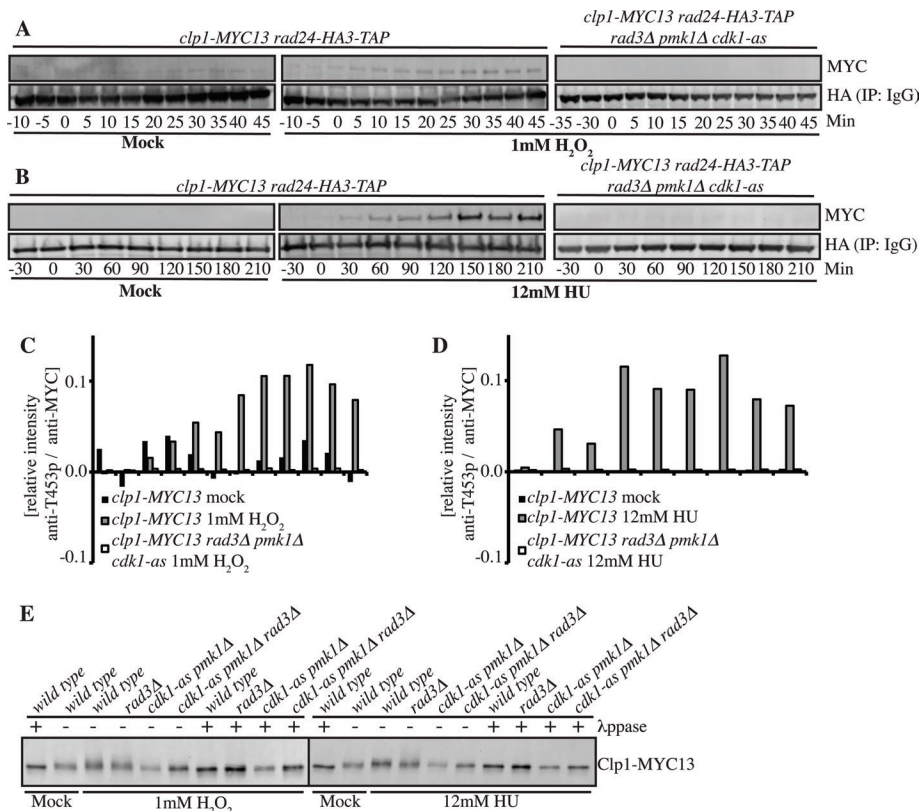 A
clp1-MYC13 rad24-HA3-TAP
clp1-MYC13 rad24-HA3-TAP
rad3Δ pmk1Δ cdk1-as
MYC
HA (IP: IgG)
-10 -5 0 5 10 15 20 25 30 35 40 45 -10 -5 0 5 10 15 20 25 30 35 40 45 -35 -30 0 5 10 15 20 25 30 35 40 45 Min
Mock 1mM H₂O₂
B
clp1-MYC13 rad24-HA3-TAP
clp1-MYC13 rad24-HA3-TAP
rad3Δ pmk1Δ cdk1-as
MYC
HA (IP: IgG)
-30 0 30 60 90 120 150 180 210 -30 0 30 60 90 120 150 180 210 -30 0 30 60 90 120 150 180 210 Min
Mock 12mM HU
C
[relative intensity
anti-T453p / anti-MYC]
0.1
0.0
-0.1
clp1-MYC13 mock
clp1-MYC13 1mM H₂O₂
clp1-MYC13 rad3Δ pmk1Δ
cdk1-as 1mM H₂O₂
D
[relative intensity
anti-T453p / anti-MYC]
0.1
0.0
-0.1
clp1-MYC13 mock
clp1-MYC13 12mM HU
clp1-MYC13 rad3Δ pmk1Δ
cdk1-as 12mM HU
E
wild type
wild type
wild type
rad3Δ
cdk1-as pmk1Δ
cdk1-as pmk1Δ rad3Δ
wild type
rad3Δ
cdk1-as pmk1Δ
cdk1-as pmk1Δ rad3Δ
wild type
wild type
wild type
rad3Δ
cdk1-as pmk1Δ
cdk1-as pmk1Δ rad3Δ
wild type
rad3Δ
cdk1-as pmk1Δ
cdk1-as pmk1Δ rad3Δ
+ - - - - - + + + + + - - - - - + + + + λppase
Clp1-MYC13
Mock 1mM H₂O₂ Mock 12mM HU